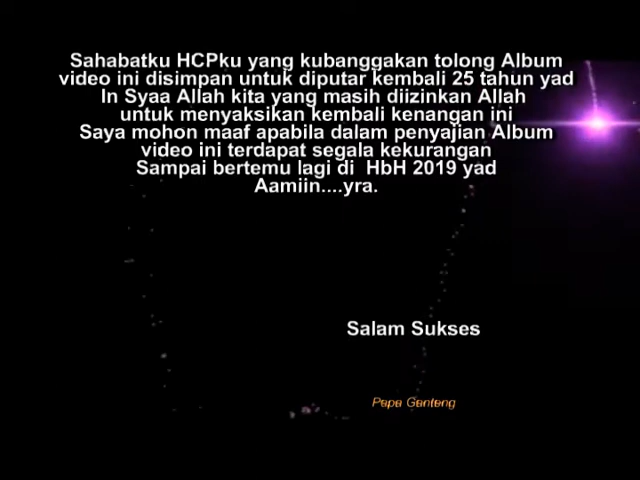 Sahabatku HCPku yang kubanggakan tolong Album
video ini disimpan untuk diputar kembali 25 tahun yad
In Syaa Allah kita yang masih diizinkan Allah
untuk menyaksikan kembali kenangan ini
Saya mohon maaf apabila dalam penyajian Album
video ini terdapat segala kekurangan
Sampai bertemu lagi di HbH 2019 yad
Aamiin....yra.
Salam Sukses
Papa Ganteng